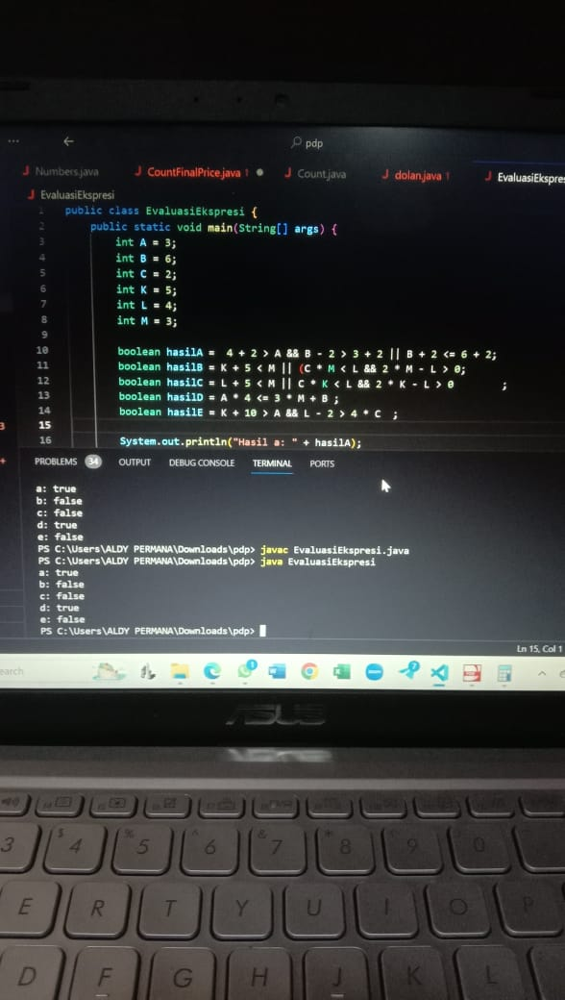 pdp
Numbers.java
CountFinalPrice.java 1
Count.java
dolan.java 1
EvaluasiEkspres
EvaluasiEkspresi
1 public class EvaluasiEkspresi {
2 public static void main(String[] args) {
3 int A = 3;
4 int B = 6;
5 int C = 2;
6 int K = 5;
7 int L = 4;
8 int M = 3;
9
10 boolean hasilA = 4 + 2 > A && B - 2 > 3 + 2 || B + 2 <= 6 + 2;
11 boolean hasilB = K + 5 < M || (C * M < L && 2 * M - L > 0;
12 boolean hasilC = L + 5 < M || C * K < L && 2 * K - L > 0 ;
13 boolean hasilD = A * 4 <= 3 * M + B ;
14 boolean hasilE = K + 10 > A && L - 2 > 4 * C ;
15
16 System.out.println("Hasil a: " + hasilA);
PROBLEMS 34 OUTPUT DEBUG CONSOLE TERMINAL PORTS
a: true
b: false
c: false
d: true
e: false
PS C:\Users\ALDY PERMANA\Downloads\pdp> javac EvaluasiEkspresi.java
PS C:\Users\ALDY PERMANA\Downloads\pdp> java EvaluasiEkspresi
a: true
b: false
c: false
d: true
e: false
PS C:\Users\ALDY PERMANA\Downloads\pdp>
Ln 15, Col 1
earch
ASUS
3 $ 4 % 5 ^ 6 & 7 * 8 ( 9 ) 0
E R T Y U I O P
D F G H J K L